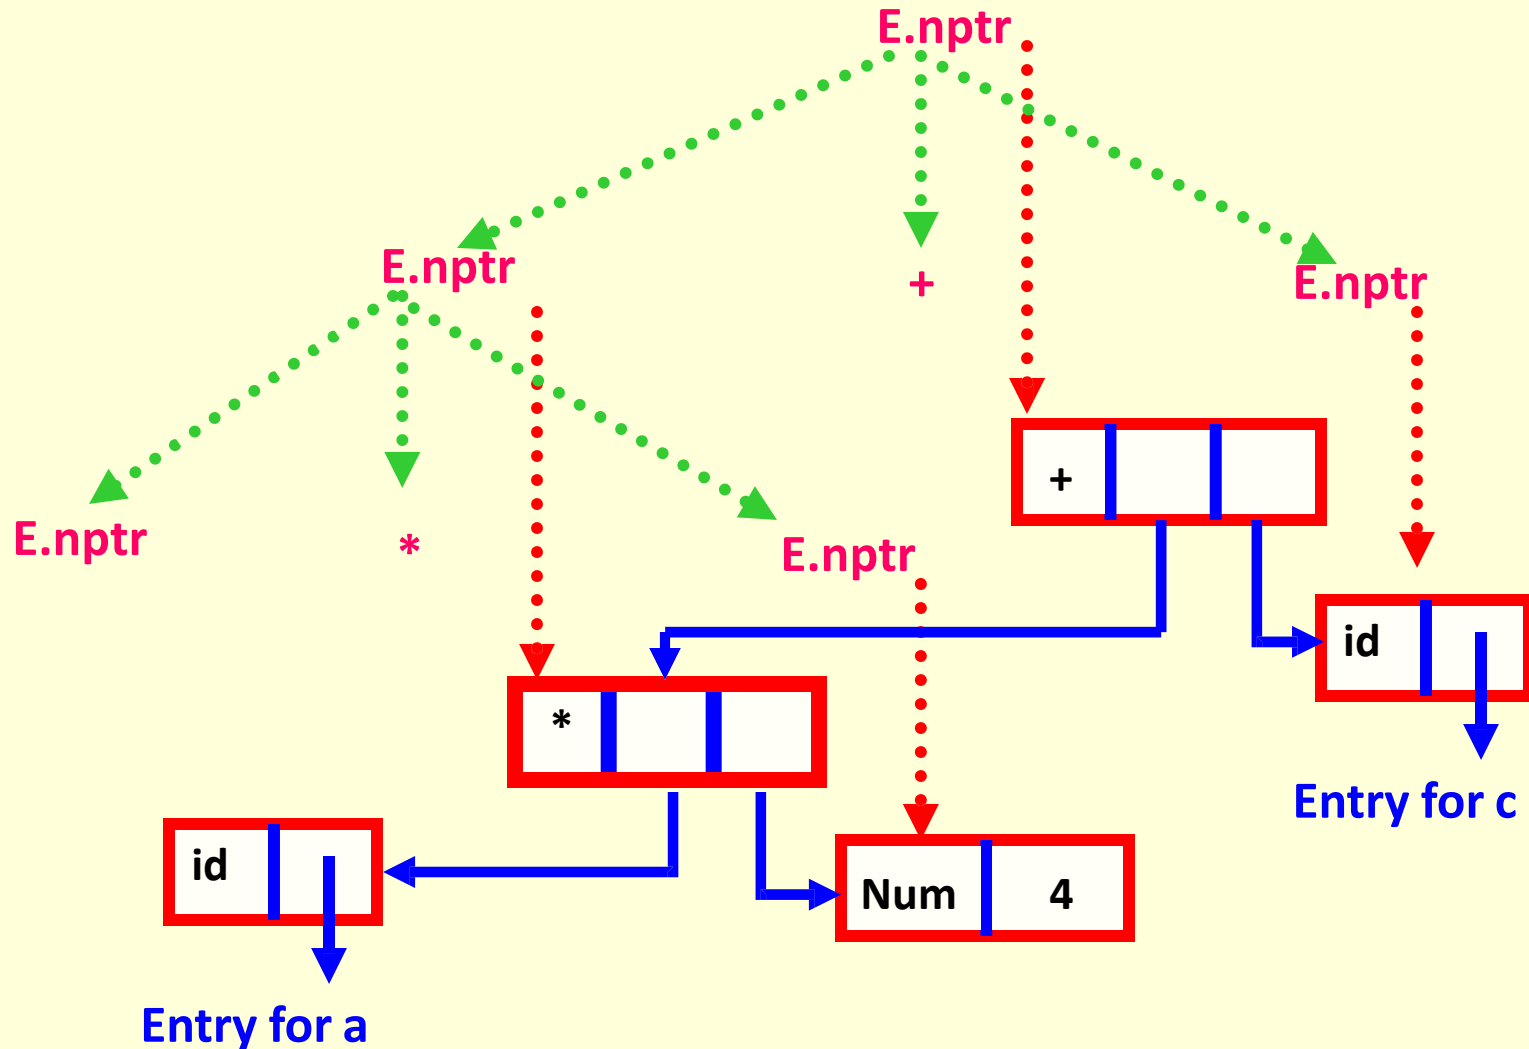 E.nptr
E.nptr
+
E.nptr
+
E.nptr
*
E.nptr
id
*
Entry for c
id
Num
4
Entry for a